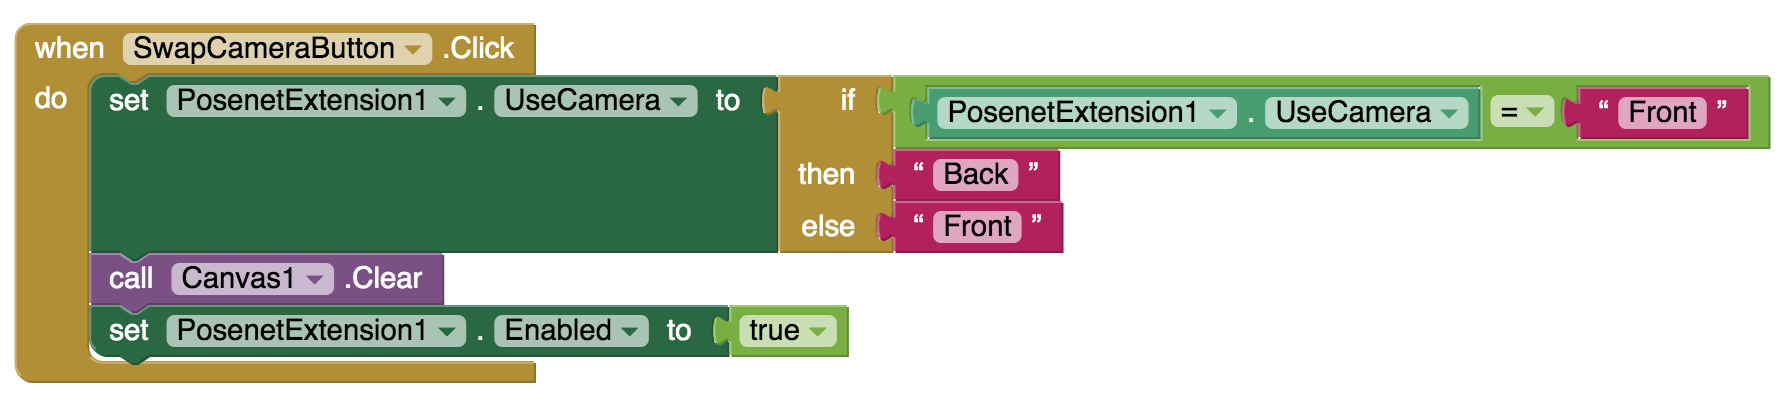 when SwapCameraButton .Click
do set PosenetExtension1 . UseCamera to if PosenetExtension1 . UseCamera = “ Front ”
then “ Back ”
else “ Front ”
call Canvas1 .Clear
set PosenetExtension1 . Enabled to true